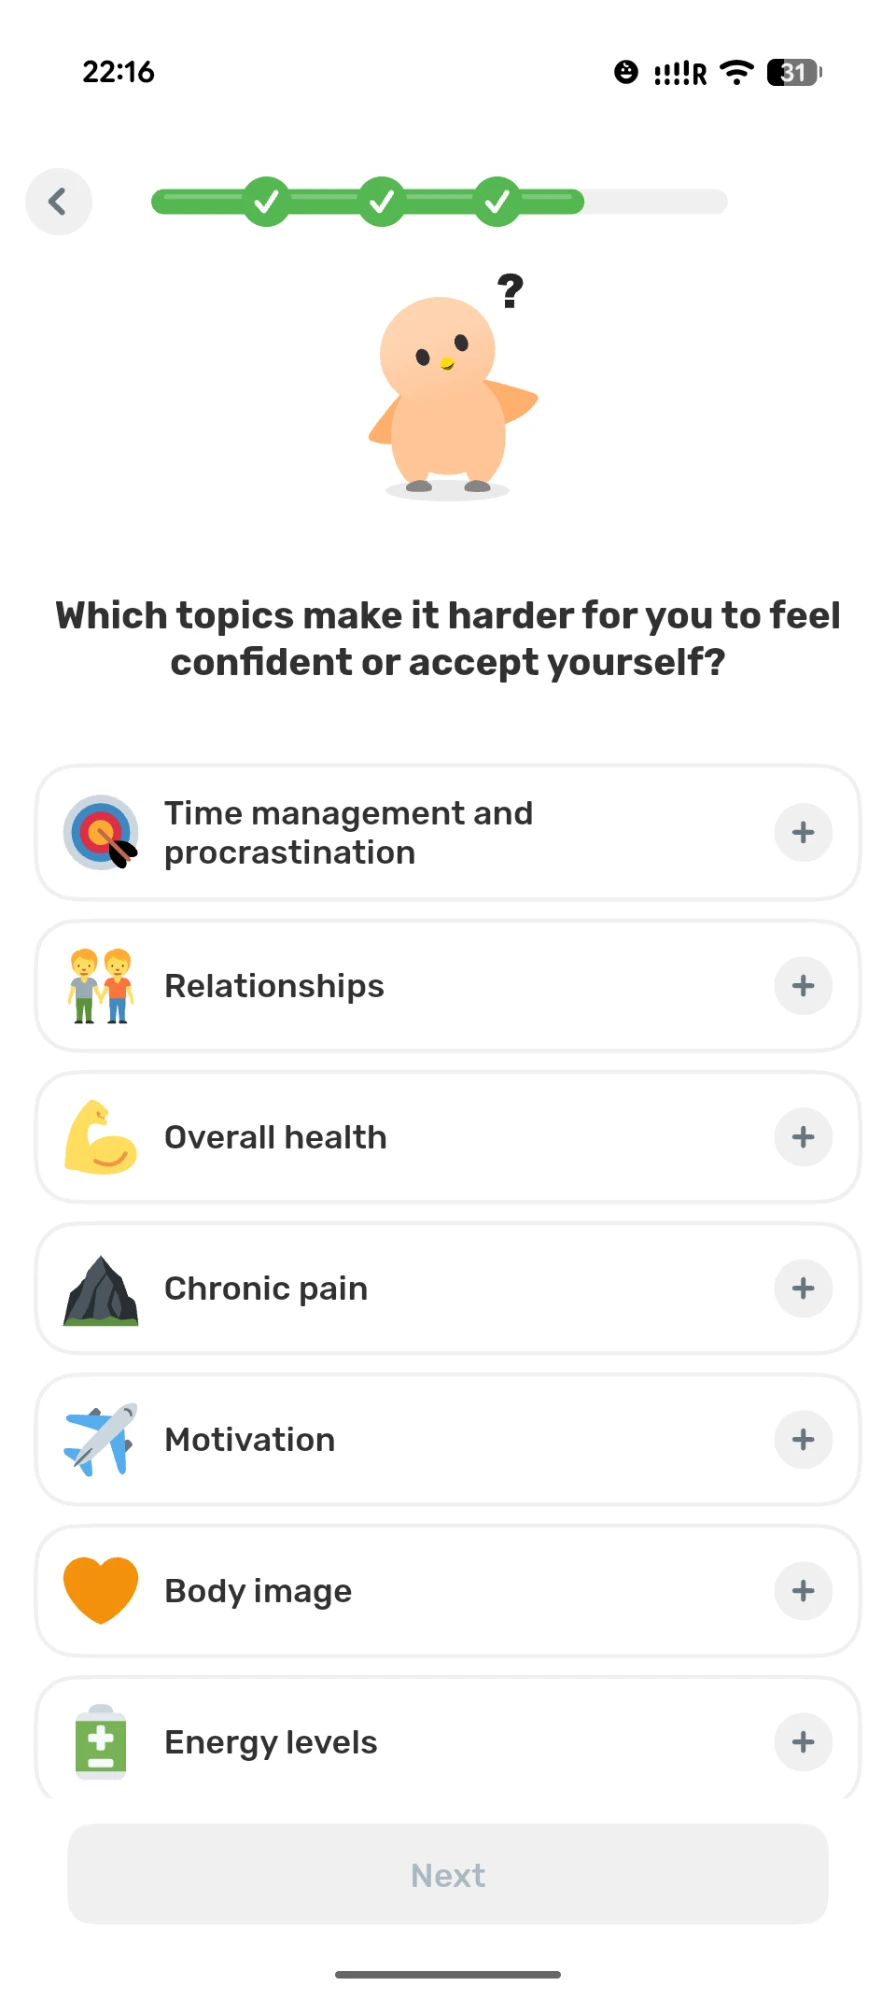 22:16
R
31
?
Which topics make it harder for you to feel
confident or accept yourself?
Time management and
procrastination
Relationships
Overall health
Chronic pain
Motivation
Body image
Energy levels
Next